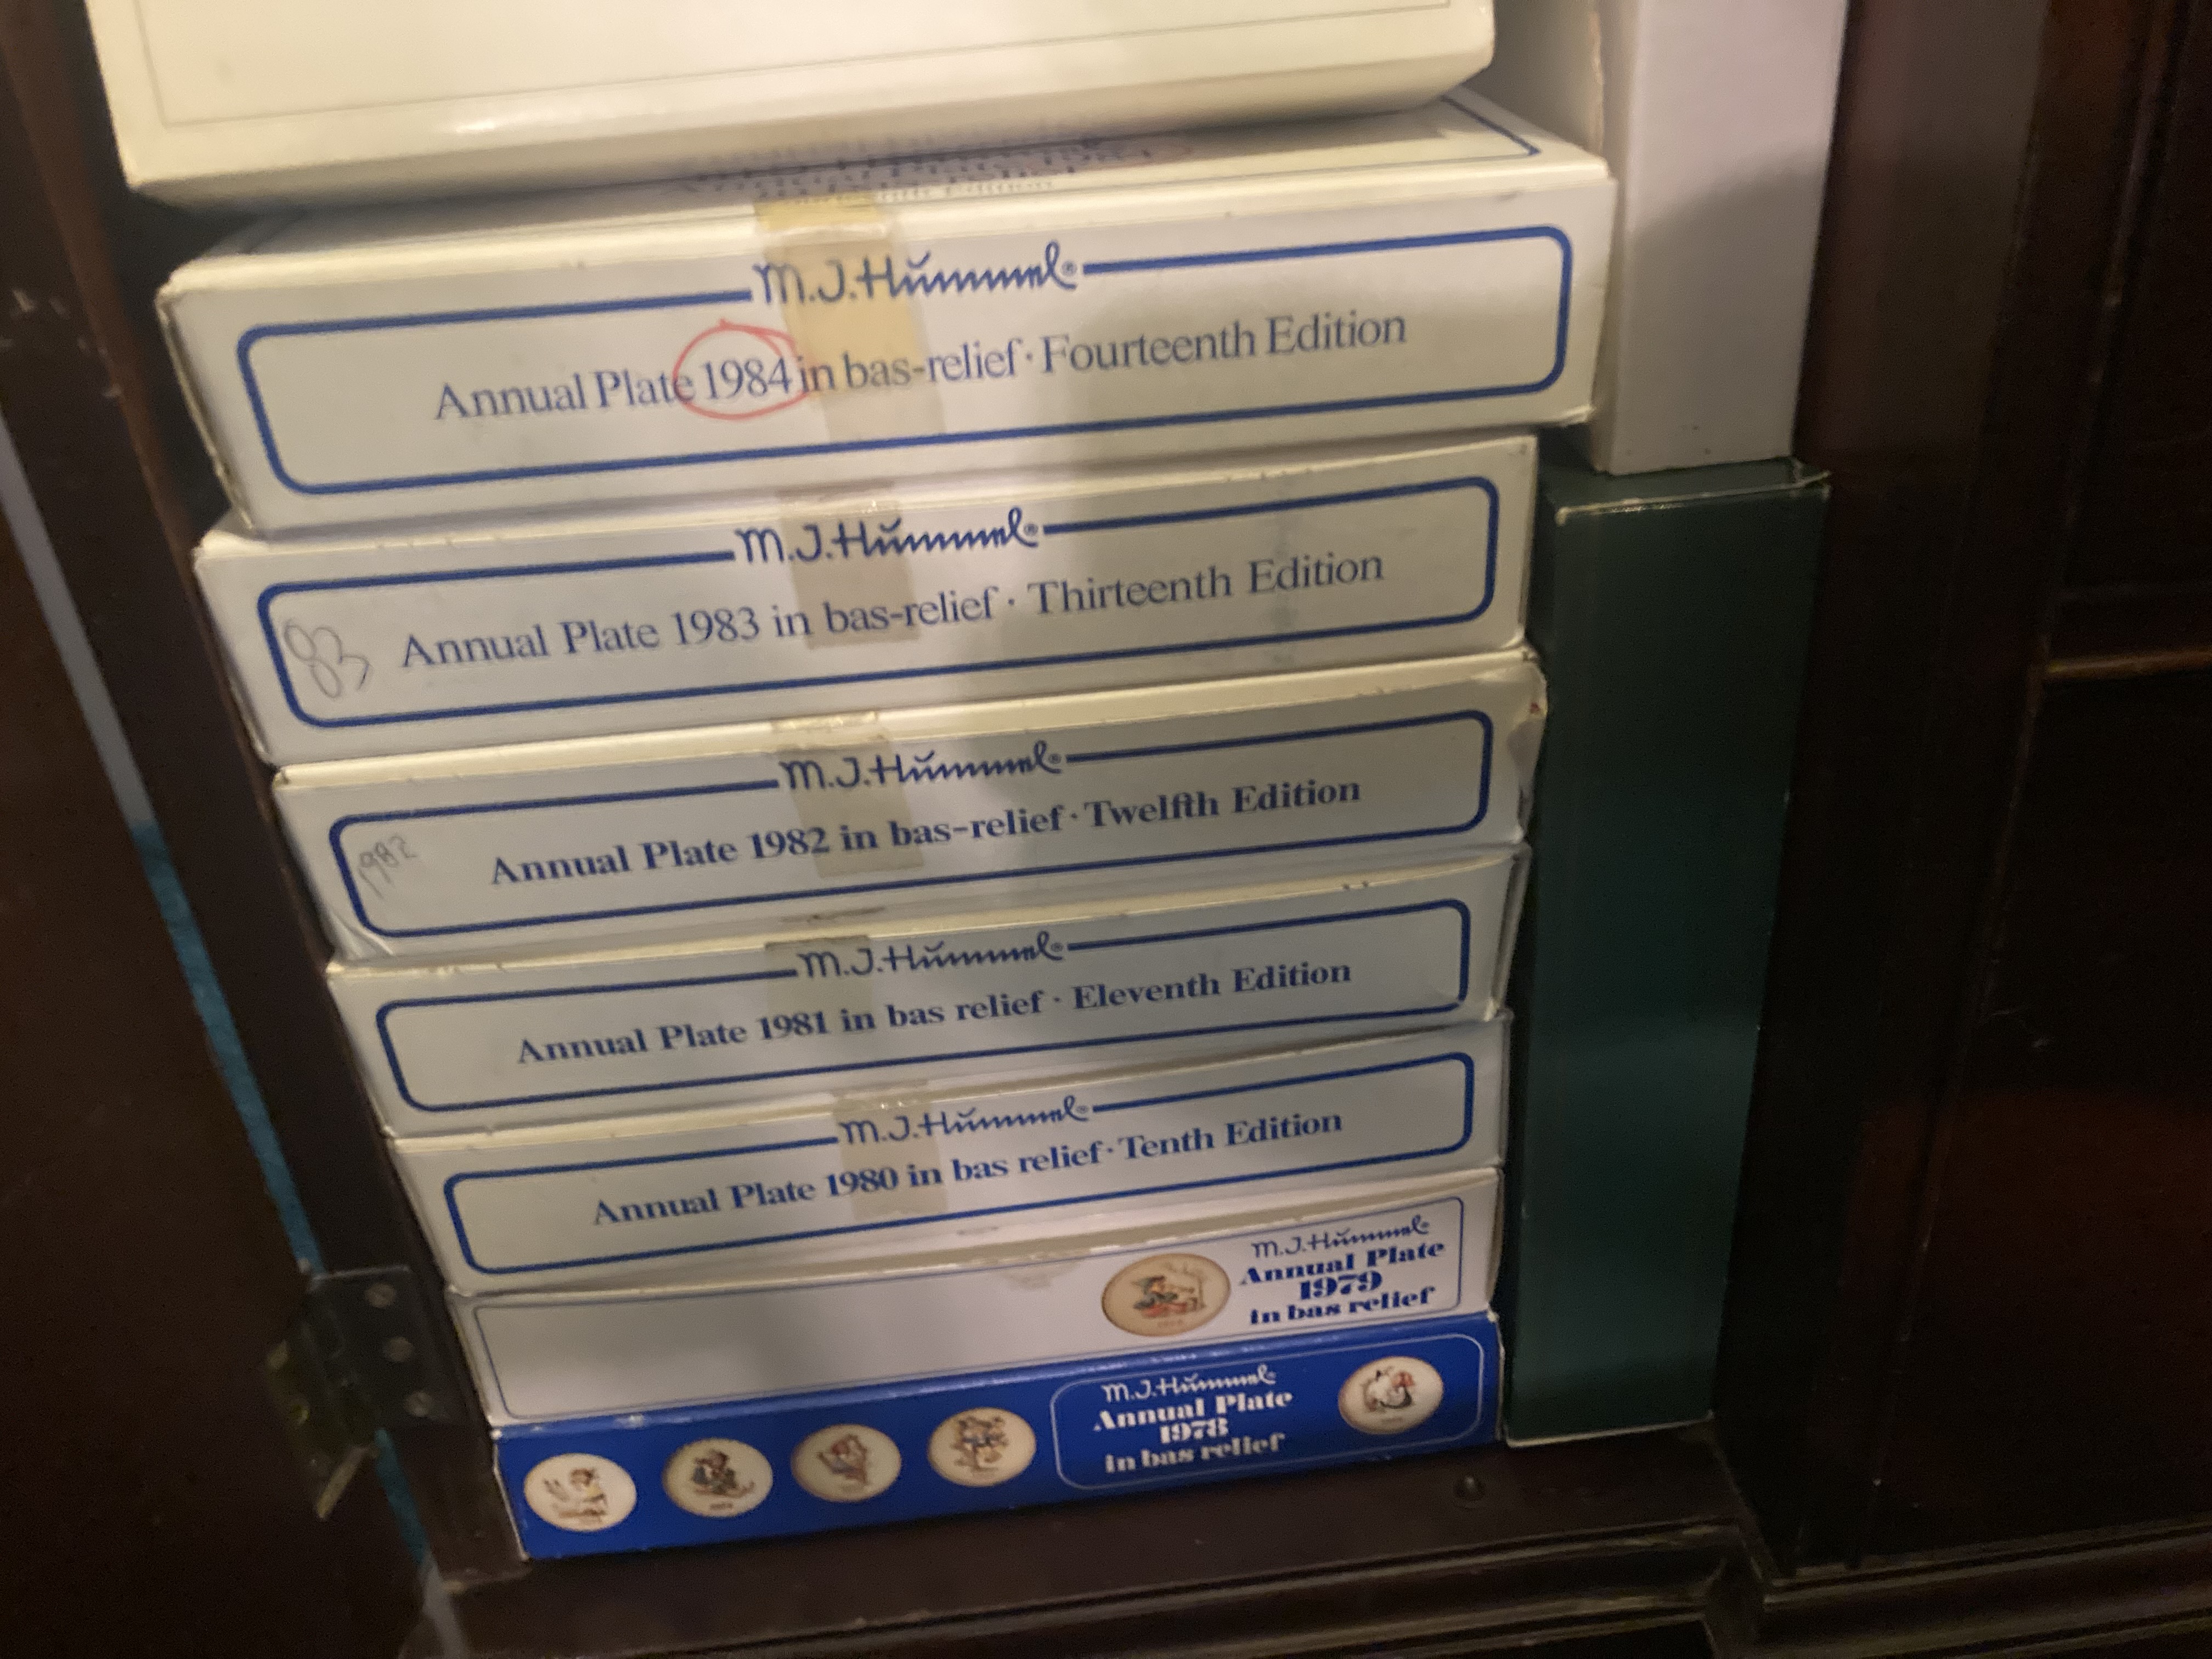 M.J.Hummel®
Annual Plate 1984 in bas-relief · Fourteenth Edition
M.J.Hummel®
83
Annual Plate 1983 in bas-relief · Thirteenth Edition
M.J.Hummel®
1982
Annual Plate 1982 in bas-relief · Twelfth Edition
M.J.Hummel®
Annual Plate 1981 in bas relief · Eleventh Edition
M.J.Hummel®
Annual Plate 1980 in bas relief · Tenth Edition
M.J.Hummel
Annual Plate
1979
in bas relief
M.J.Hummel
Annual Plate
1978
in bas relief